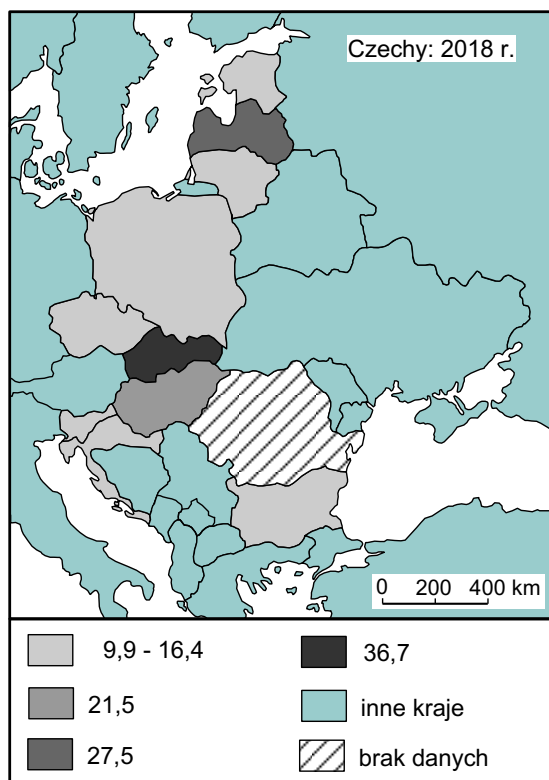 Czechy: 2018 r.
0 200 400 km
9,9 - 16,4
36,7
21,5
inne kraje
27,5
brak danych